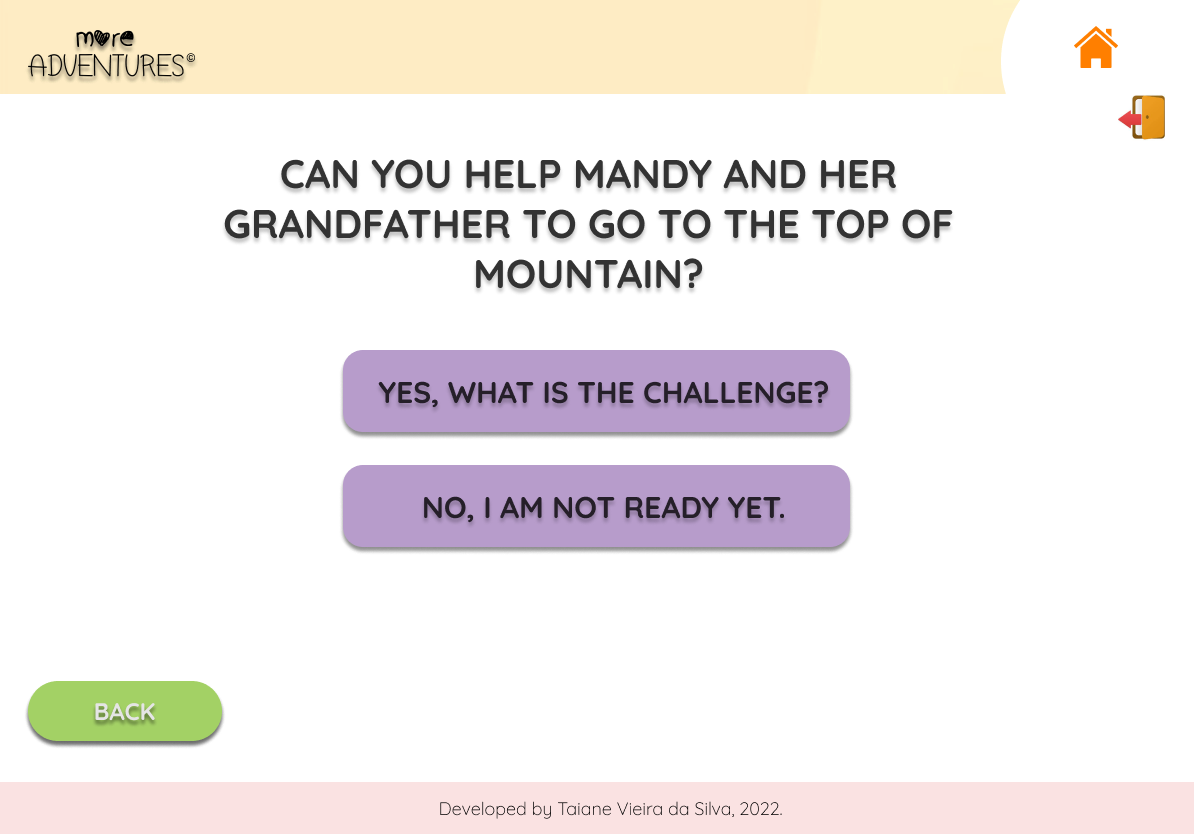 more
ADVENTURES©
CAN YOU HELP MANDY AND HER
GRANDFATHER TO GO TO THE TOP OF
MOUNTAIN?
YES, WHAT IS THE CHALLENGE?
NO, I AM NOT READY YET.
BACK
Developed by Taiane Vieira da Silva, 2022.